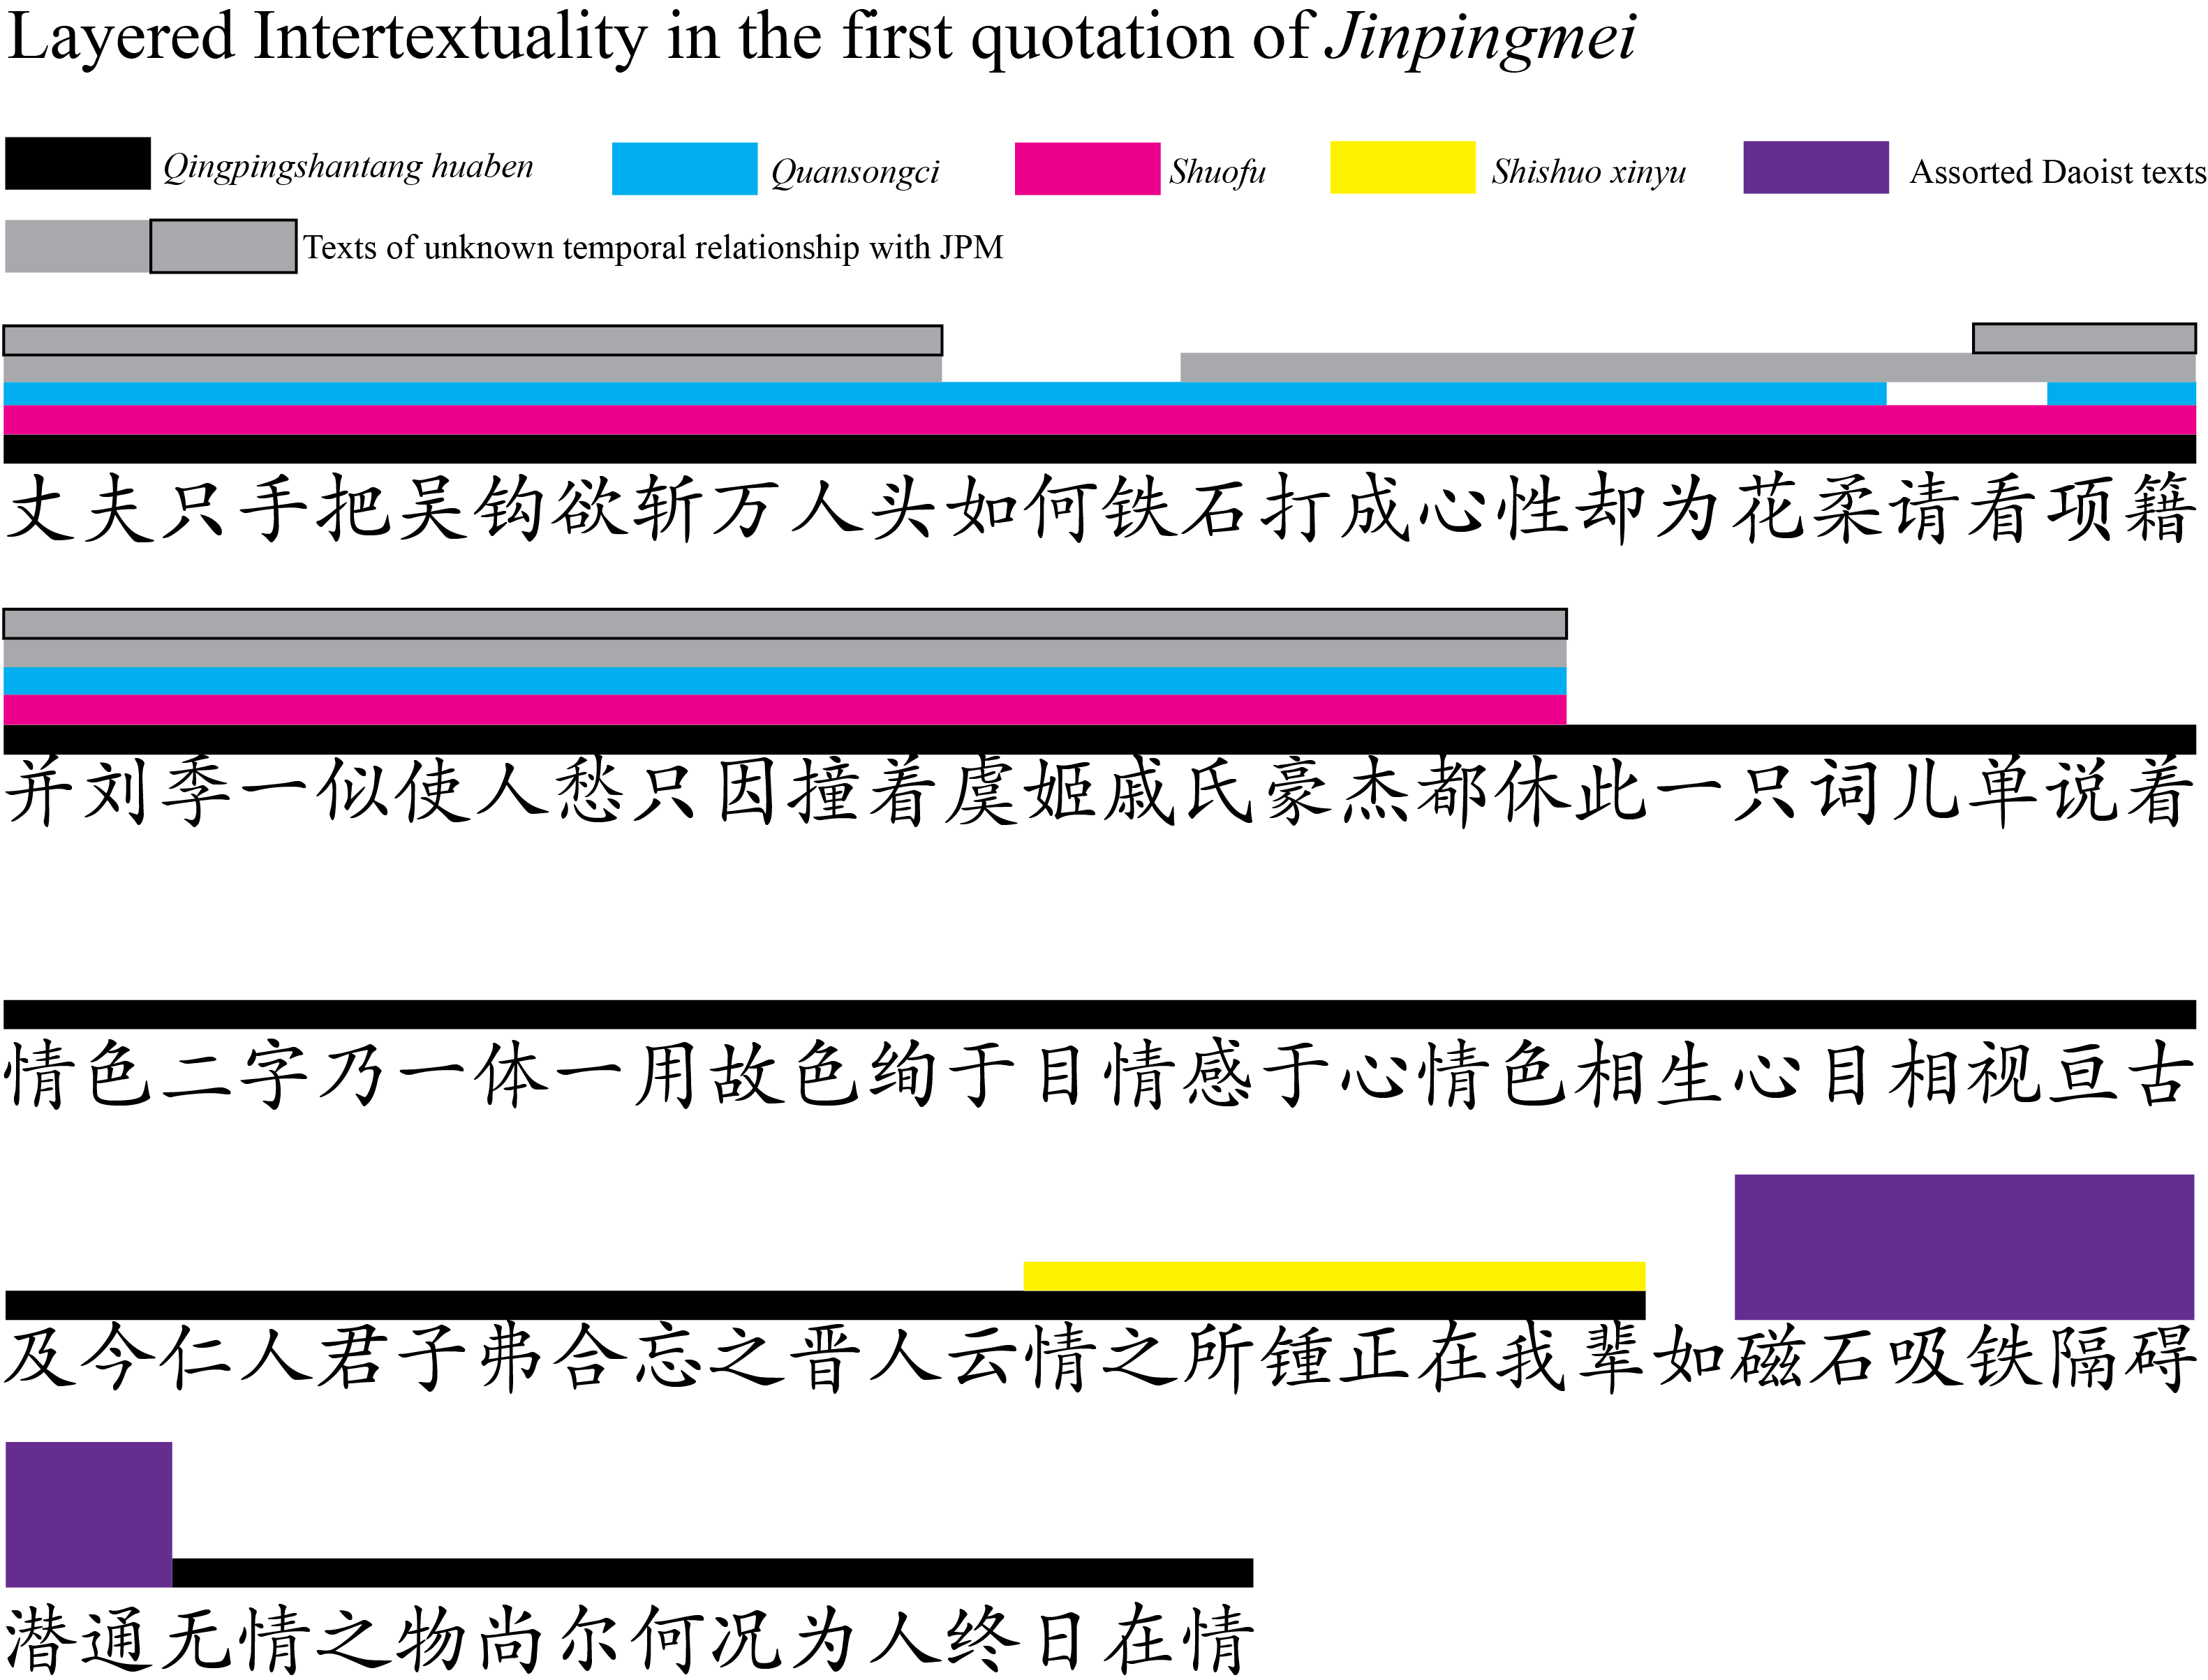 Layered Intertextuality in the first quotation of Jinpingmei
Qingpingshantang huaben Quansongci Shuofu Shishuo xinyu Assorted Daoist texts
Texts of unknown temporal relationship with JPM
丈夫只手把吴钩欲斩万人头如何铁石打成心性却为花柔请看项籍
并刘季一似使人愁只因撞着虞姬戚氏豪杰都休此一只词儿单说着
情色二字乃一体一用故色绚于目情感于心情色相生心目相视亘古
及今仁人君子弗合忘之晋人云情之所锺正在我辈如磁石吸铁隔碍
潜通无情之物尚尔何况为人终日在情